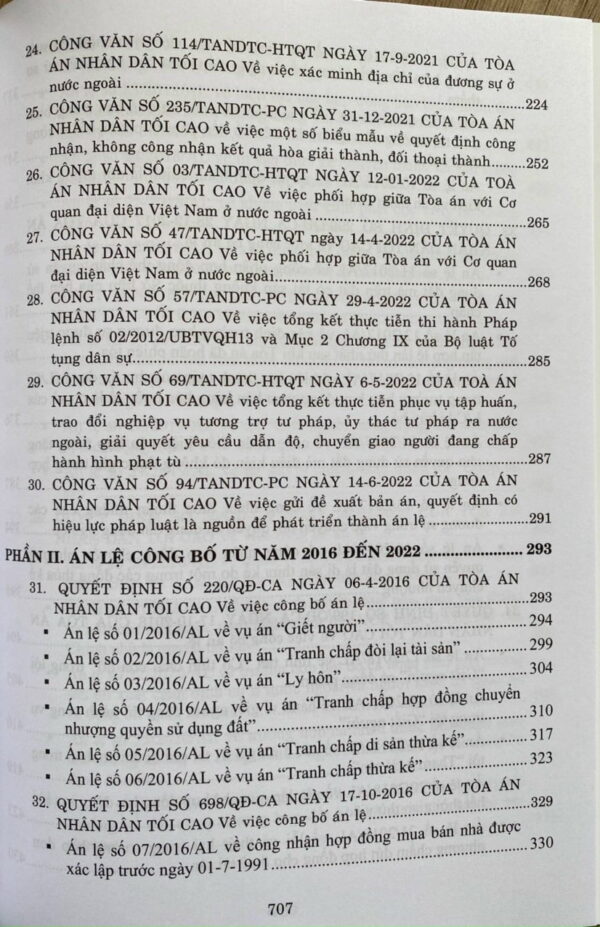 24. CÔNG VĂN SỐ 114/TANDTC-HTQT NGÀY 17-9-2021 CỦA TÒA
ÁN NHÂN DÂN TỐI CAO Về việc xác minh địa chỉ của đương sự ở
nước ngoài ........................................................................ 224
25. CÔNG VĂN SỐ 235/TANDTC-PC NGÀY 31-12-2021 CỦA TÒA ÁN
NHÂN DÂN TỐI CAO về việc một số biểu mẫu về quyết định công
nhận, không công nhận kết quả hòa giải thành, đối thoại thành......... 252
26. CÔNG VĂN SỐ 03/TANDTC-HTQT NGÀY 12-01-2022 CỦA TOÀ
ÁN NHÂN DÂN TỐI CAO Về việc phối hợp giữa Tòa án với Cơ
quan đại diện Việt Nam ở nước ngoài ........................................ 265
27. CÔNG VĂN SỐ 47/TANDTC-HTQT ngày 14-4-2022 CỦA TÒA ÁN
NHÂN DÂN TỐI CAO Về việc phối hợp giữa Tòa án với Cơ quan
đại diện Việt Nam ở nước ngoài................................................ 268
28. CÔNG VĂN SỐ 57/TANDTC-PC NGÀY 29-4-2022 CỦA TÒA ÁN
NHÂN DÂN TỐI CAO Về việc tổng kết thực tiễn thi hành Pháp
lệnh số 02/2012/UBTVQH13 và Mục 2 Chương IX của Bộ luật Tố
tụng dân sự........................................................................ 285
29. CÔNG VĂN SỐ 69/TANDTC-HTQT NGÀY 6-5-2022 CỦA TOÀ ÁN
NHÂN DÂN TỐI CAO Về việc tổng kết thực tiễn phục vụ tập huấn,
trao đổi nghiệp vụ tương trợ tư pháp, ủy thác tư pháp ra nước
ngoài, giải quyết yêu cầu dẫn độ, chuyển giao người đang chấp
hành hình phạt tù ................................................................ 287
30. CÔNG VĂN SỐ 94/TANDTC-PC NGÀY 14-6-2022 CỦA TÒA ÁN
NHÂN DÂN TỐI CAO Về việc gửi đề xuất bản án, quyết định có
hiệu lực pháp luật là nguồn để phát triển thành án lệ .................... 291
PHẦN II. ÁN LỆ CÔNG BỐ TỪ NĂM 2016 ĐẾN 2022 ....................... 293
31. QUYẾT ĐỊNH SỐ 220/QĐ-CA NGÀY 06-4-2016 CỦA TÒA ÁN
NHÂN DÂN TỐI CAO Về việc công bố án lệ ................................ 293
▪ Án lệ số 01/2016/AL về vụ án “Giết người”................................ 294
▪ Án lệ số 02/2016/AL về vụ án “Tranh chấp đòi lại tài sản” ............ 299
▪ Án lệ số 03/2016/AL về vụ án “Ly hôn” .................................... 304
▪ Án lệ số 04/2016/AL về vụ án “Tranh chấp hợp đồng chuyển
nhượng quyền sử dụng đất”.................................................... 310
▪ Án lệ số 05/2016/AL về vụ án “Tranh chấp di sản thừa kế” ............ 317
▪ Án lệ số 06/2016/AL về vụ án “Tranh chấp thừa kế” .................... 323
32. QUYẾT ĐỊNH SỐ 698/QĐ-CA NGÀY 17-10-2016 CỦA TÒA ÁN
NHÂN DÂN TỐI CAO Về việc công bố án lệ ................................ 329
▪ Án lệ số 07/2016/AL về công nhận hợp đồng mua bán nhà được
xác lập trước ngày 01-7-1991 ................................................ 330
707